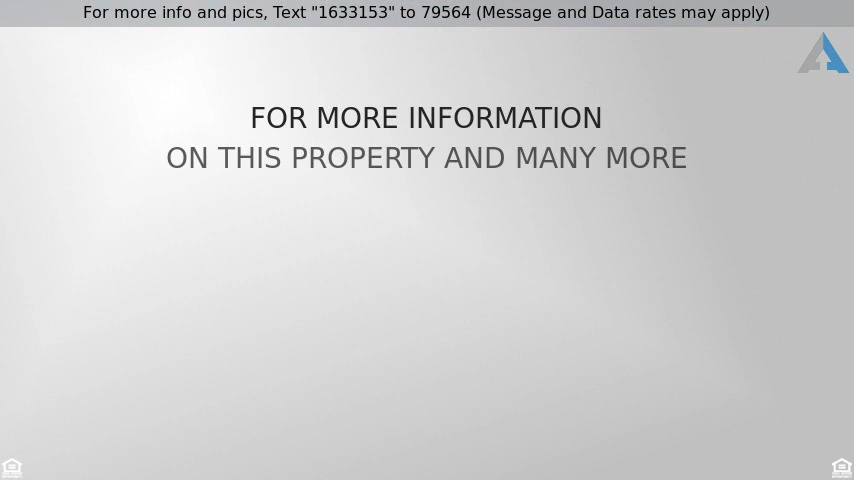 For more info and pics, Text "1633153" to 79564 (Message and Data rates may apply)
FOR MORE INFORMATION
ON THIS PROPERTY AND MANY MORE